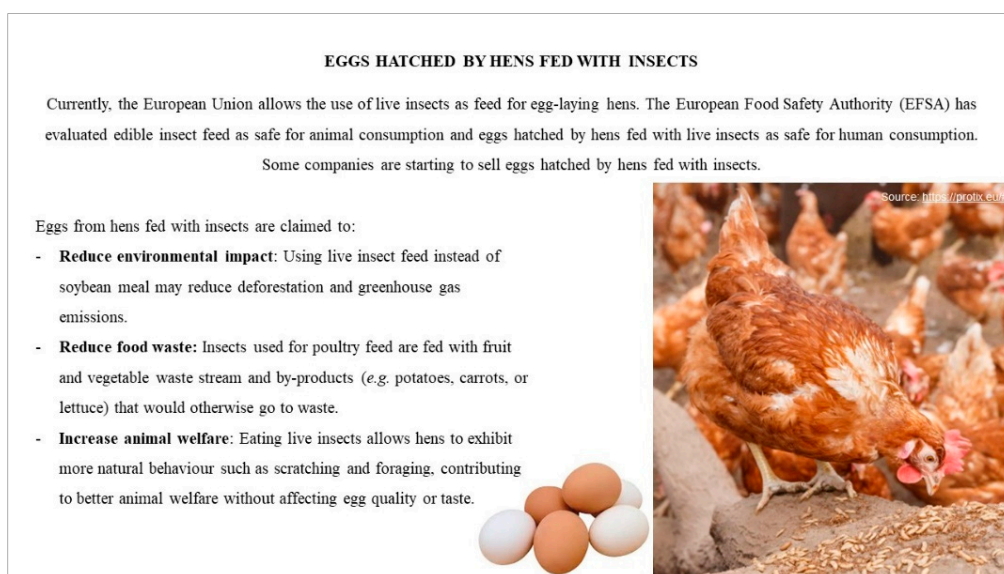 EGGS HATCHED BY HENS FED WITH INSECTS
Currently, the European Union allows the use of live insects as feed for egg-laying hens. The European Food Safety Authority (EFSA) has
evaluated edible insect feed as safe for animal consumption and eggs hatched by hens fed with live insects as safe for human consumption.
Some companies are starting to sell eggs hatched by hens fed with insects.
Source: https://protix.eu/
Eggs from hens fed with insects are claimed to:
- Reduce environmental impact: Using live insect feed instead of
soybean meal may reduce deforestation and greenhouse gas
emissions.
- Reduce food waste: Insects used for poultry feed are fed with fruit
and vegetable waste stream and by-products (e.g. potatoes, carrots, or
lettuce) that would otherwise go to waste.
- Increase animal welfare: Eating live insects allows hens to exhibit
more natural behaviour such as scratching and foraging, contributing
to better animal welfare without affecting egg quality or taste.